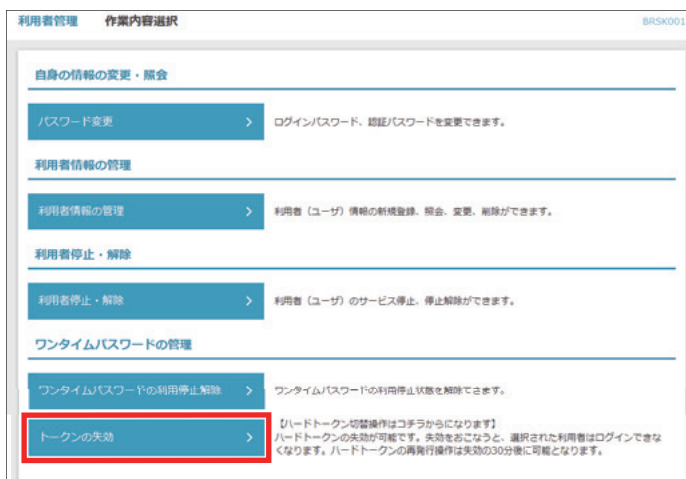 利用者管理 作業内容選択 BRSK001
自身の情報の変更・照会
パスワード変更 > ログインパスワード、認証パスワードを変更できます。
利用者情報の管理
利用者情報の管理 > 利用者（ユーザ）情報の新規登録、照会、変更、削除ができます。
利用者停止・解除
利用者停止・解除 > 利用者（ユーザ）のサービス停止、停止解除ができます。
ワンタイムパスワードの管理
ワンタイムパスワードの利用停止解除 > ワンタイムパスワードの利用停止状態を解除できます。
トークンの失効 >
【ハードトークン切替操作はコチラからになります】
ハードトークンの失効が可能です。失効をおこなうと、選択された利用者はログインできな
くなります。ハードトークンの再発行操作は失効の30分後に可能となります。